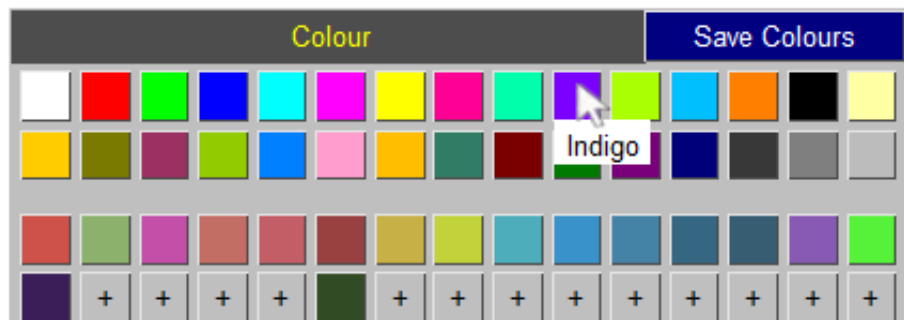 Colour
Save Colours
Indigo
+ + + + + + + + + + + + +